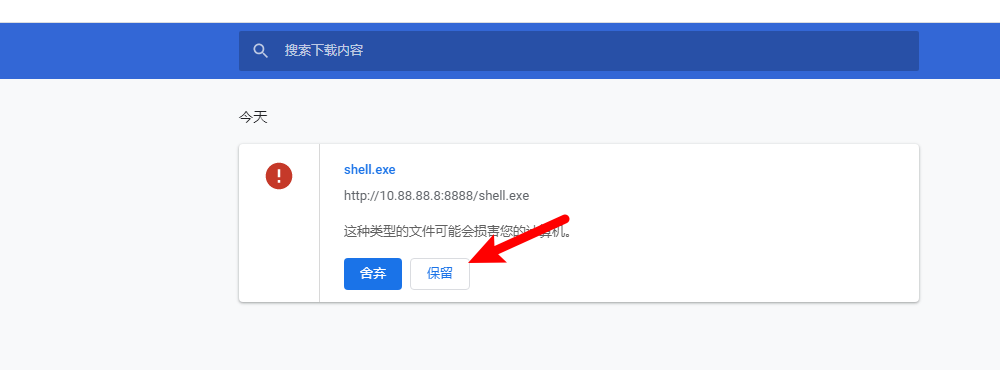 搜索下载内容
今天
shell.exe
http://10.88.88.8:8888/shell.exe
这种类型的文件可能会损害您的计算机。
舍弃
保留